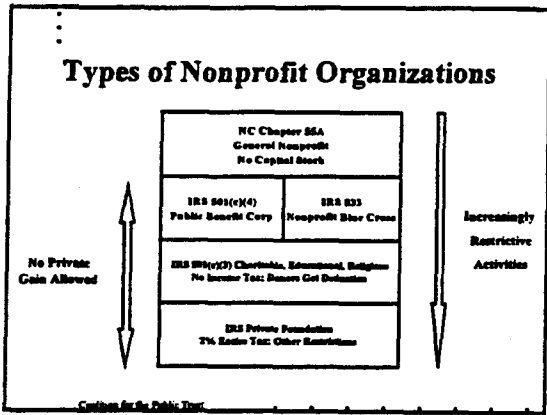 Types of Nonprofit Organizations
NC Chapter 55A
General Nonprofit
No Capital Stock
IRS 501(c)(4)
Public Benefit Corp
IRS 833
Nonprofit Blue Cross
IRS 501(c)(3) Charitable, Educational, Religious
No Income Tax: Donors Get Deduction
IRS Private Foundation
Excise Tax: Other Restrictions
No Private
Gain Allowed
Increasingly
Restrictive
Activities
Coalition for the Public Trust